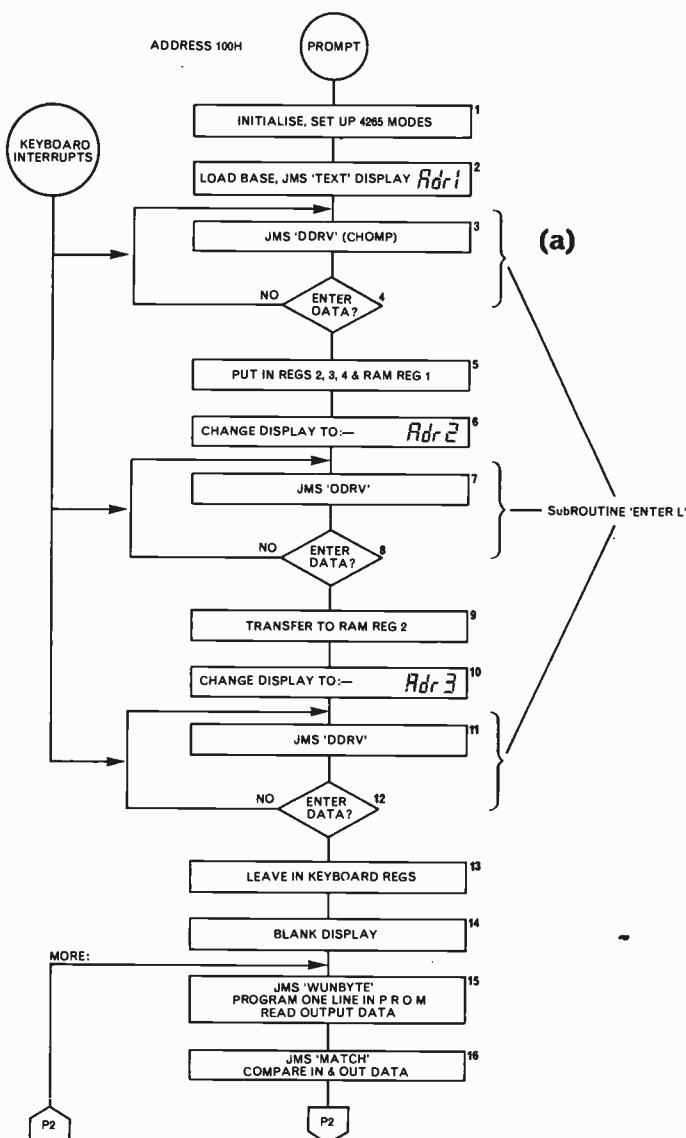 ADDRESS 100H
PROMPT
1
INITIALISE, SET UP 4265 MODES
KEYBOARD
INTERRUPTS
2
LOAD BASE, JMS 'TEXT' DISPLAY Adr1
3
JMS 'DDRV' (CHOMP)
(a)
NO
ENTER
DATA?
4
5
PUT IN REGS 2, 3, 4 & RAM REG 1
6
CHANGE DISPLAY TO:— Adr2
7
JMS 'DDRV'
SubROUTINE 'ENTER L'
NO
ENTER
DATA?
8
9
TRANSFER TO RAM REG 2
10
CHANGE DISPLAY TO:— Adr3
11
JMS 'DDRV'
NO
ENTER
DATA?
12
13
LEAVE IN KEYBOARD REGS
14
BLANK DISPLAY
MORE:
15
JMS 'WUNBYTE'
PROGRAM ONE LINE IN P R O M
READ OUTPUT DATA
16
JMS 'MATCH'
COMPARE IN & OUT DATA
P2
P2